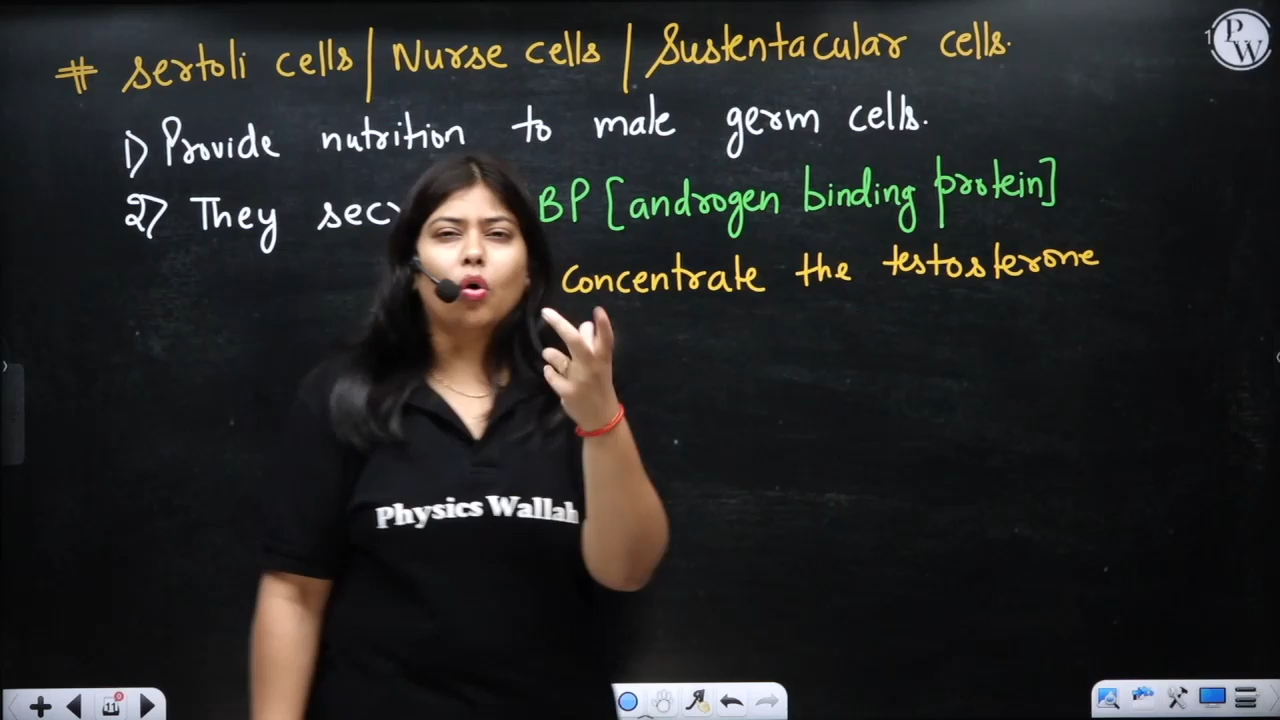 # Sertoli cells | Nurse cells | Sustentacular cells.
1) Provide nutrition to male germ cells.
2) They sec BP [androgen binding protein]
concentrate the testosterone
Physics Wallah
PW
11